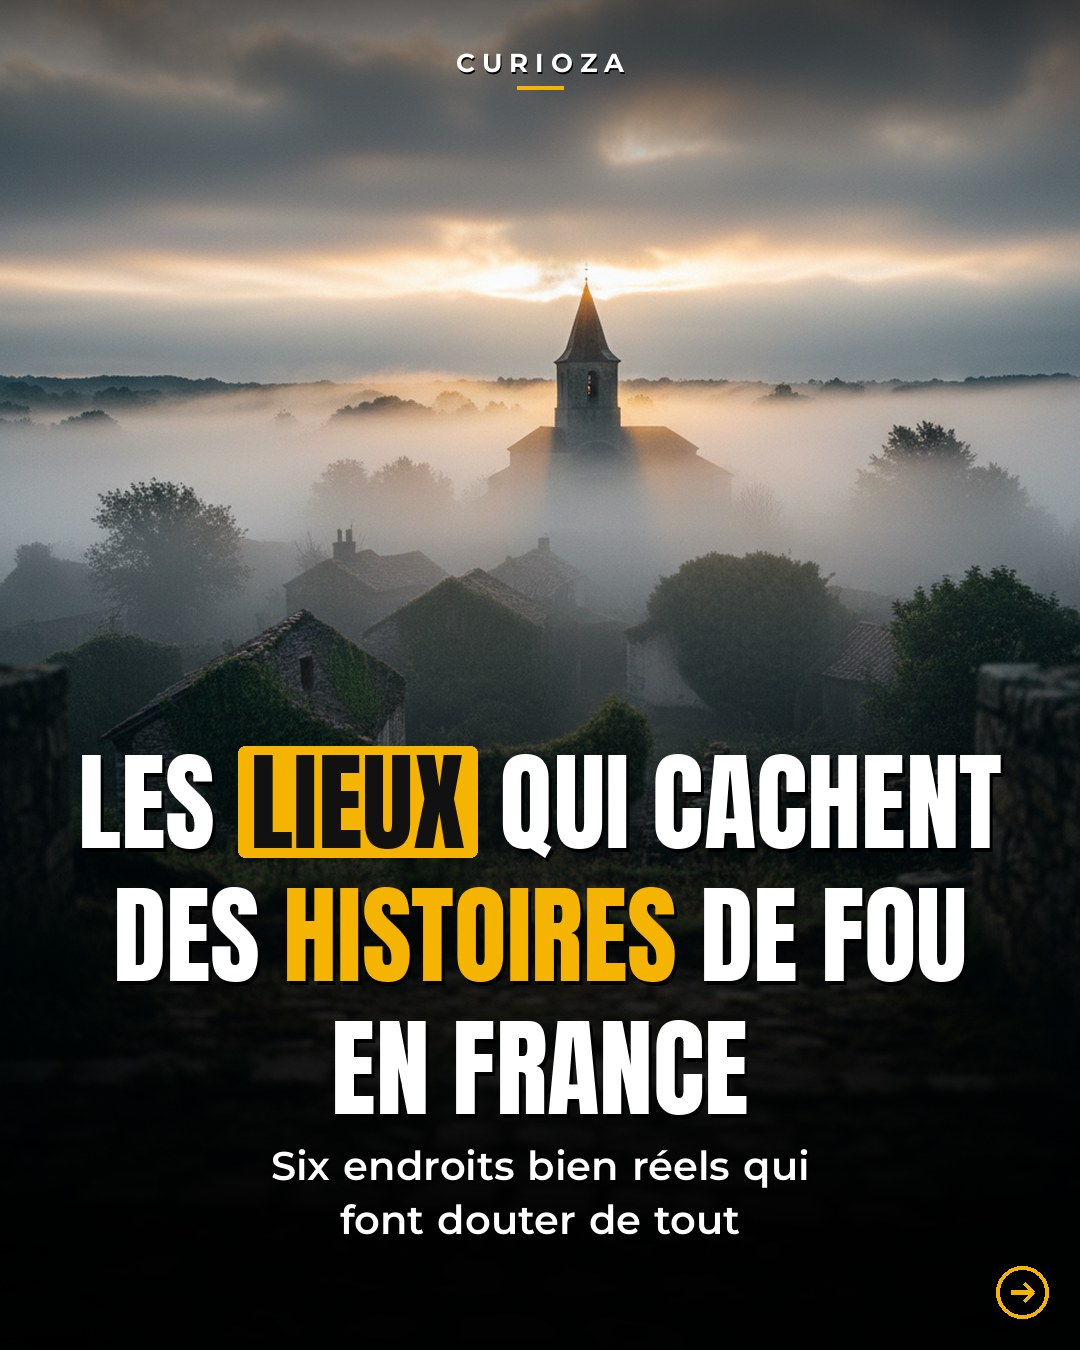 CURIOZA
LES LIEUX QUI CACHENT
DES HISTOIRES DE FOU
EN FRANCE
Six endroits bien réels qui
font douter de tout